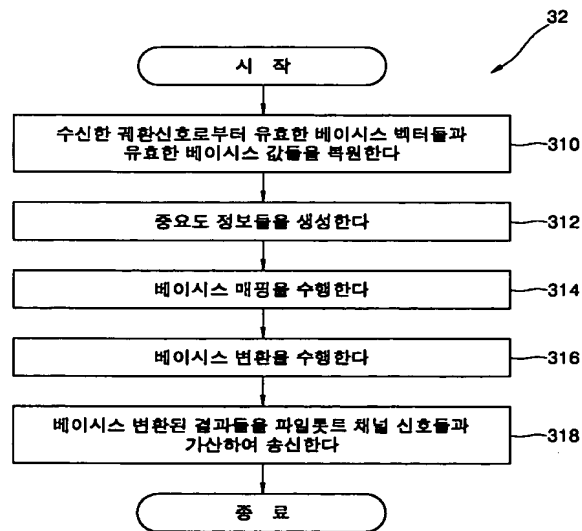 32
시 작
수신한 궤환신호로부터 유효한 베이시스 벡터들과
유효한 베이시스 값들을 복원한다
310
중요도 정보들을 생성한다
312
베이시스 매핑을 수행한다
314
베이시스 변환을 수행한다
316
베이시스 변환된 결과들을 파일롯트 채널 신호들과
가산하여 송신한다
318
종 료